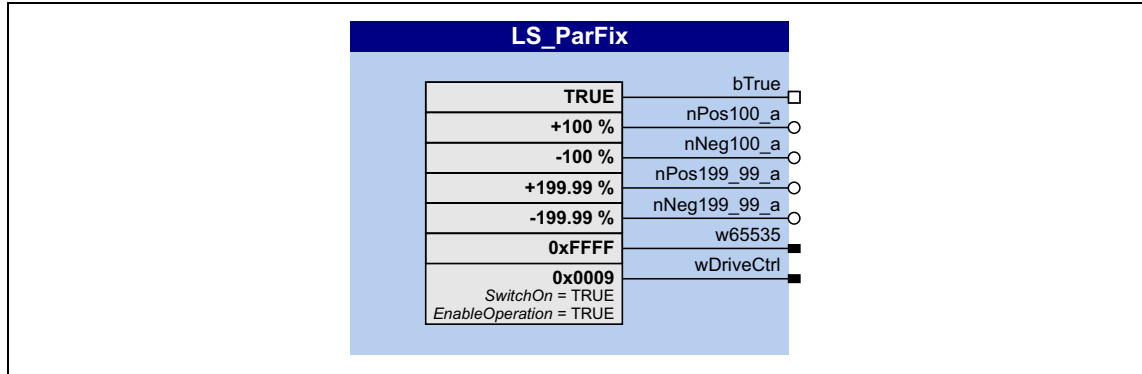 LS_ParFix
bTrue
TRUE
nPos100_a
+100 %
nNeg100_a
-100 %
nPos199_99_a
+199.99 %
nNeg199_99_a
-199.99 %
w65535
0xFFFF
wDriveCtrl
0x0009
SwitchOn = TRUE
EnableOperation = TRUE